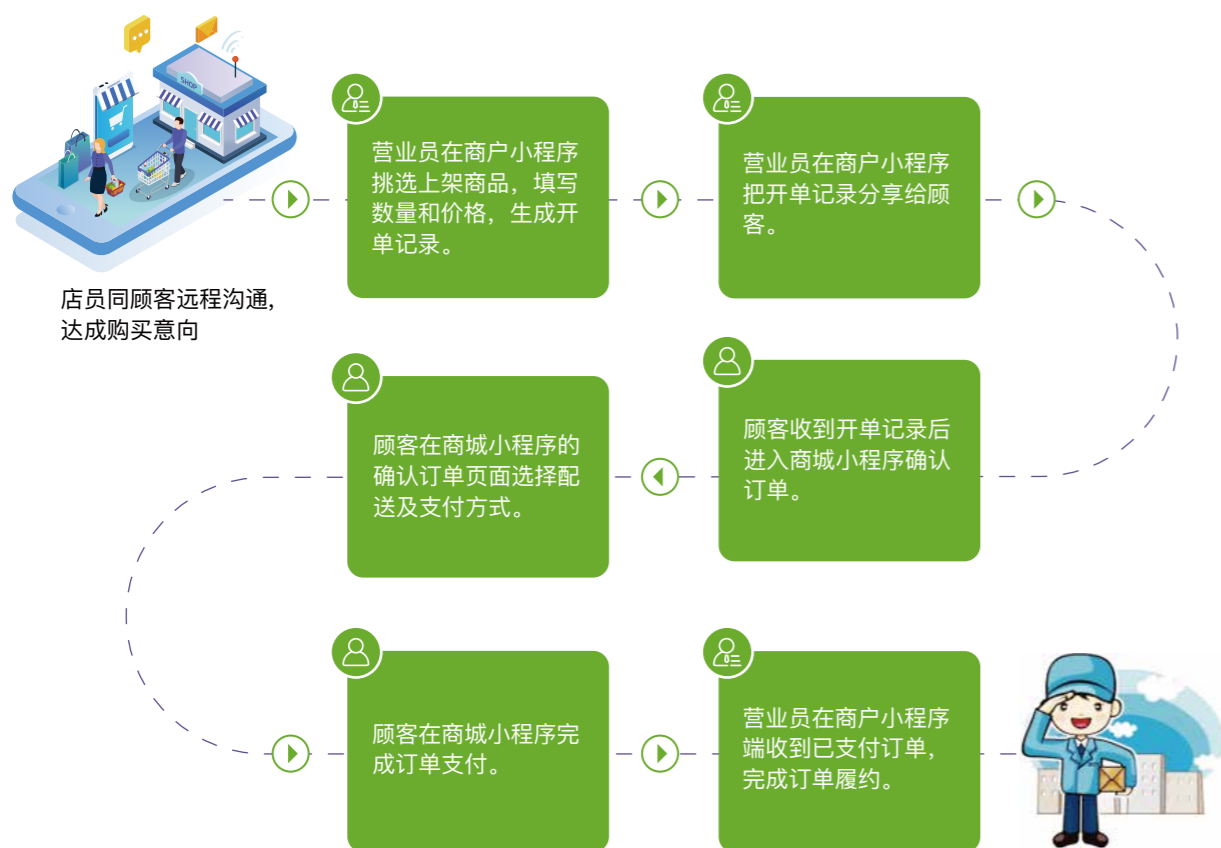 SHOP
店员同顾客远程沟通,
达成购买意向
营业员在商户小程序
挑选上架商品，填写
数量和价格，生成开
单记录。
营业员在商户小程序
把开单记录分享给顾
客。
顾客收到开单记录后
进入商城小程序确认
订单。
顾客在商城小程序的
确认订单页面选择配
送及支付方式。
顾客在商城小程序完
成订单支付。
营业员在商户小程序
端收到已支付订单，
完成订单履约。